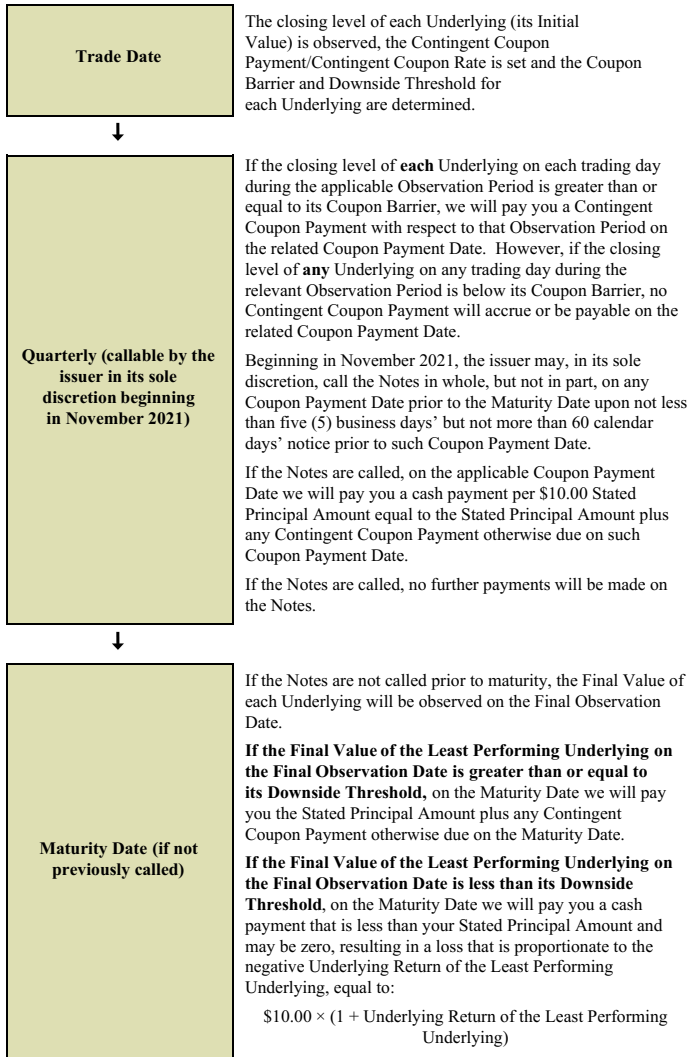 Trade Date
The closing level of each Underlying (its Initial
Value) is observed, the Contingent Coupon
Payment/Contingent Coupon Rate is set and the Coupon
Barrier and Downside Threshold for
each Underlying are determined.
↓
Quarterly (callable by the
issuer in its sole
discretion beginning
in November 2021)
If the closing level of each Underlying on each trading day
during the applicable Observation Period is greater than or
equal to its Coupon Barrier, we will pay you a Contingent
Coupon Payment with respect to that Observation Period on
the related Coupon Payment Date. However, if the closing
level of any Underlying on any trading day during the
relevant Observation Period is below its Coupon Barrier, no
Contingent Coupon Payment will accrue or be payable on the
related Coupon Payment Date.
Beginning in November 2021, the issuer may, in its sole
discretion, call the Notes in whole, but not in part, on any
Coupon Payment Date prior to the Maturity Date upon not less
than five (5) business days’ but not more than 60 calendar
days’ notice prior to such Coupon Payment Date.
If the Notes are called, on the applicable Coupon Payment
Date we will pay you a cash payment per $10.00 Stated
Principal Amount equal to the Stated Principal Amount plus
any Contingent Coupon Payment otherwise due on such
Coupon Payment Date.
If the Notes are called, no further payments will be made on
the Notes.
↓
Maturity Date (if not
previously called)
If the Notes are not called prior to maturity, the Final Value of
each Underlying will be observed on the Final Observation
Date.
If the Final Value of the Least Performing Underlying on
the Final Observation Date is greater than or equal to
its Downside Threshold, on the Maturity Date we will pay
you the Stated Principal Amount plus any Contingent
Coupon Payment otherwise due on the Maturity Date.
If the Final Value of the Least Performing Underlying on
the Final Observation Date is less than its Downside
Threshold, on the Maturity Date we will pay you a cash
payment that is less than your Stated Principal Amount and
may be zero, resulting in a loss that is proportionate to the
negative Underlying Return of the Least Performing
Underlying, equal to:
$10.00 × (1 + Underlying Return of the Least Performing
Underlying)